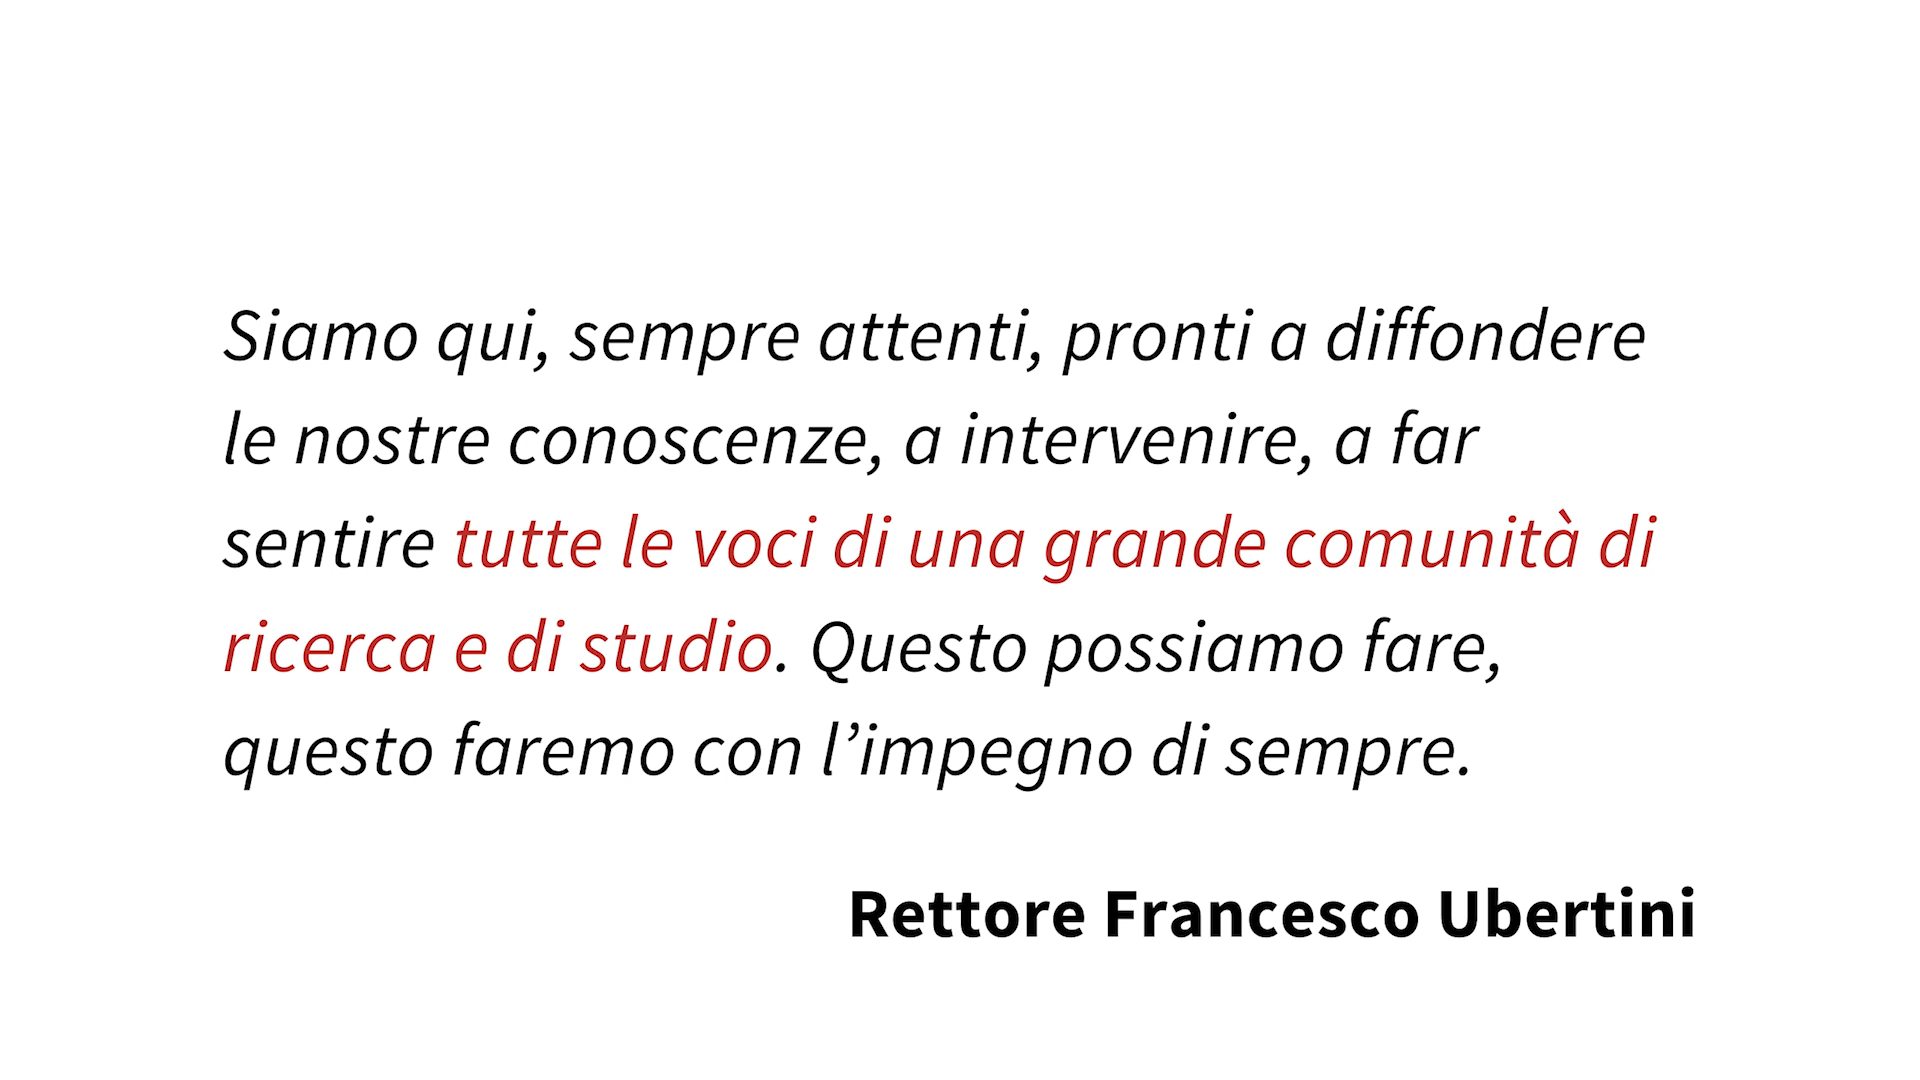 Siamo qui, sempre attenti, pronti a diffondere
le nostre conoscenze, a intervenire, a far
sentire tutte le voci di una grande comunità di
ricerca e di studio. Questo possiamo fare,
questo faremo con l’impegno di sempre.
Rettore Francesco Ubertini